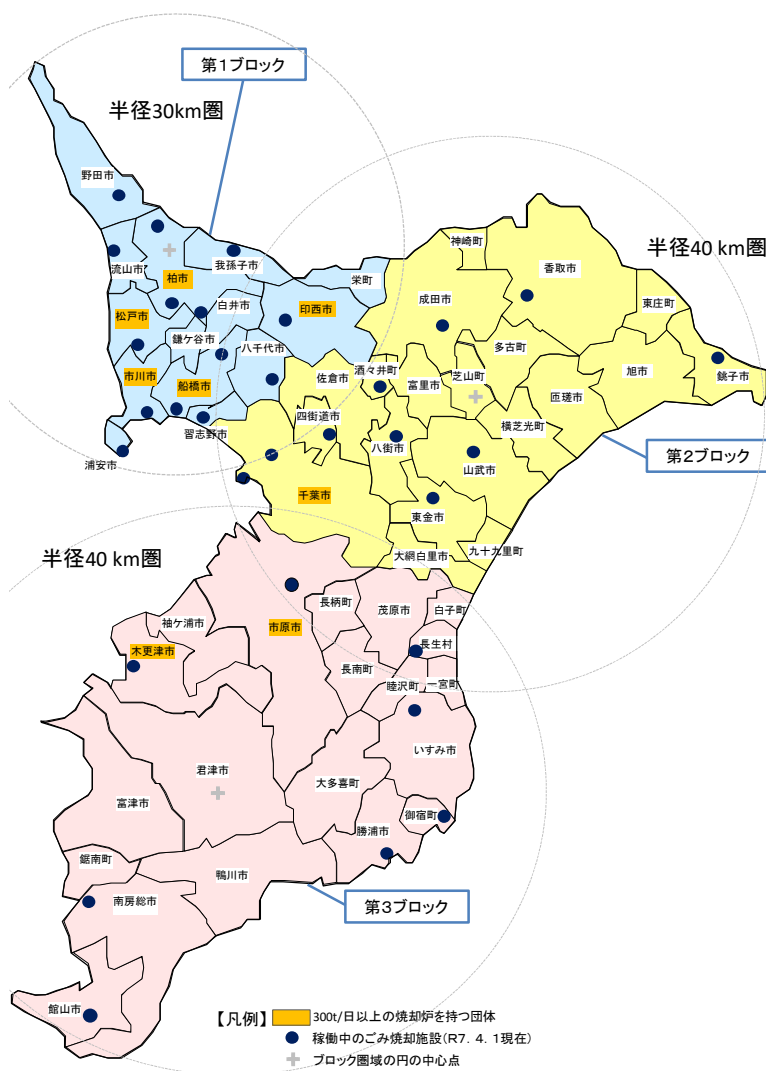 第1ブロック
半径30km圏
野田市
流山市
柏市
我孫子市
栄町
松戸市
白井市
印西市
鎌ケ谷市
八千代市
市川市
船橋市
習志野市
浦安市
半径40 km圏
神崎町
香取市
成田市
東庄町
多古町
酒々井町
佐倉市
富里市
芝山町
旭市
銚子市
匝瑳市
四街道市
八街市
横芝光町
山武市
第2ブロック
千葉市
東金市
大網白里市
九十九里町
半径40 km圏
長柄町
茂原市
白子町
袖ケ浦市
市原市
長生村
木更津市
長南町
睦沢町
一宮町
いすみ市
君津市
大多喜町
富津市
御宿町
勝浦市
鋸南町
鴨川市
南房総市
第3ブロック
館山市
【凡例】
300t/日以上の焼却炉を持つ団体
稼働中のごみ焼却施設(R7. 4. 1現在)
ブロック圏域の円の中心点